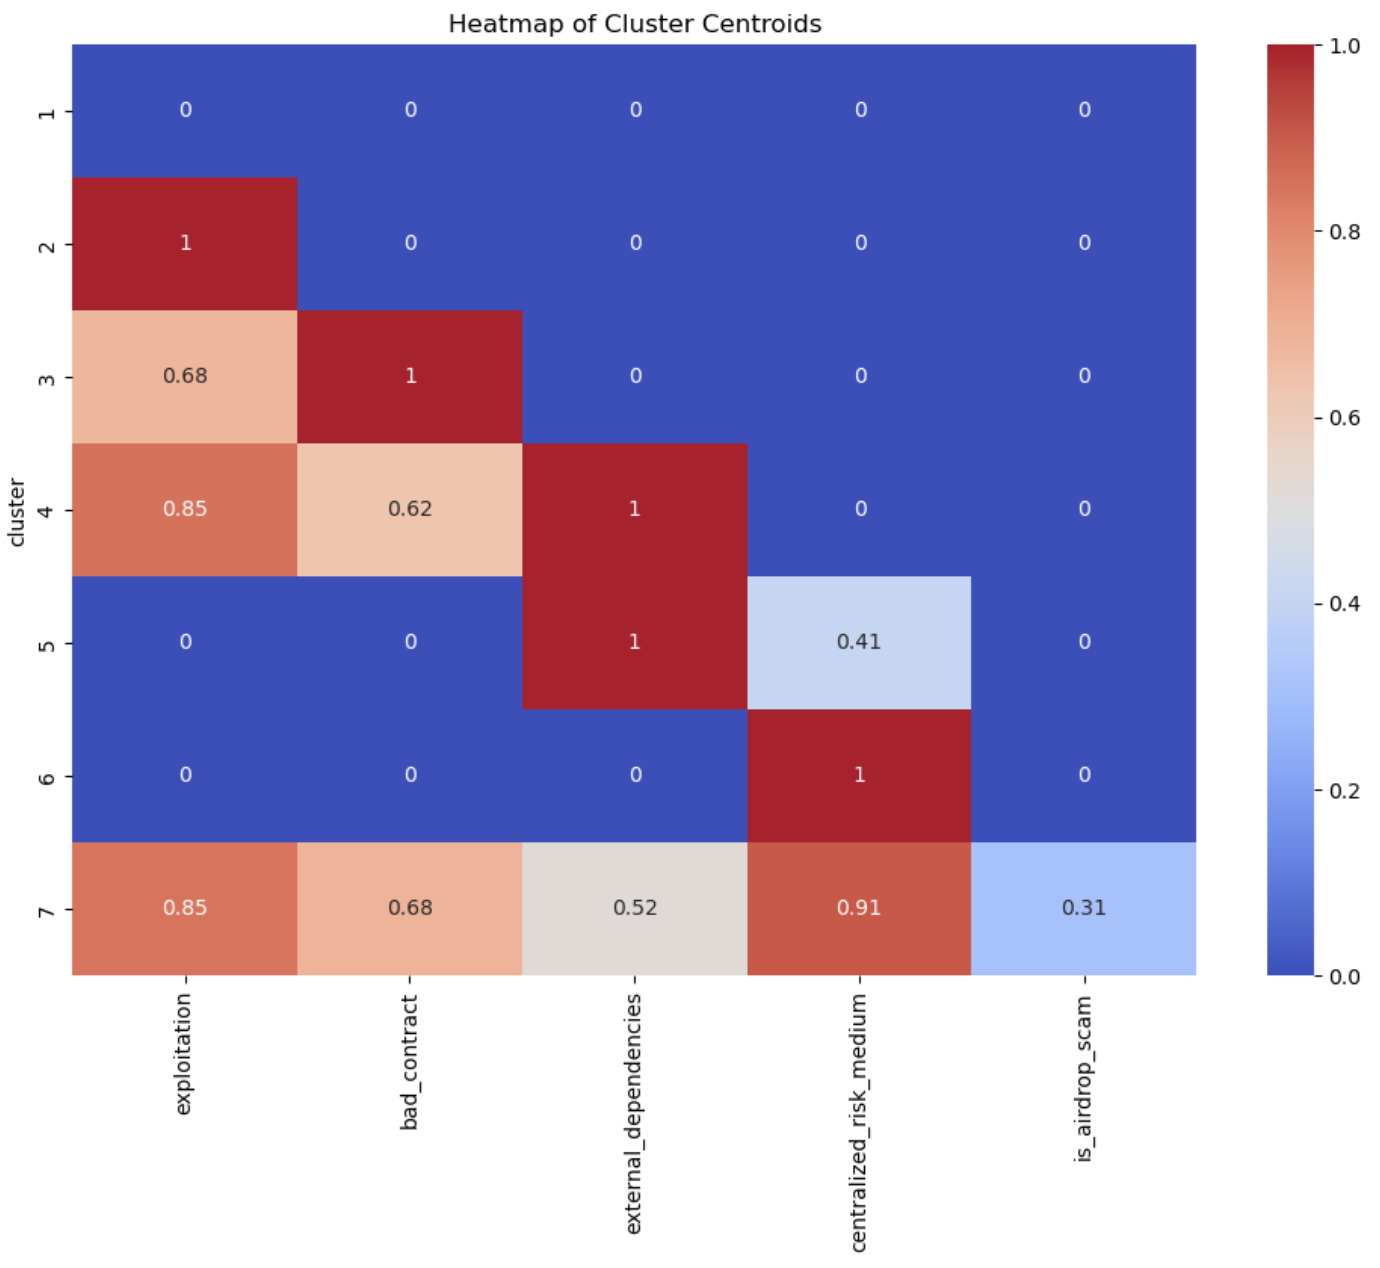 Heatmap of Cluster Centroids
cluster
1 0 0 0 0 0
2 1 0 0 0 0
3 0.68 1 0 0 0
4 0.85 0.62 1 0 0
5 0 0 1 0.41 0
6 0 0 0 1 0
7 0.85 0.68 0.52 0.91 0.31
exploitation
bad_contract
external_dependencies
centralized_risk_medium
is_airdrop_scam
1.0
0.8
0.6
0.4
0.2
0.0